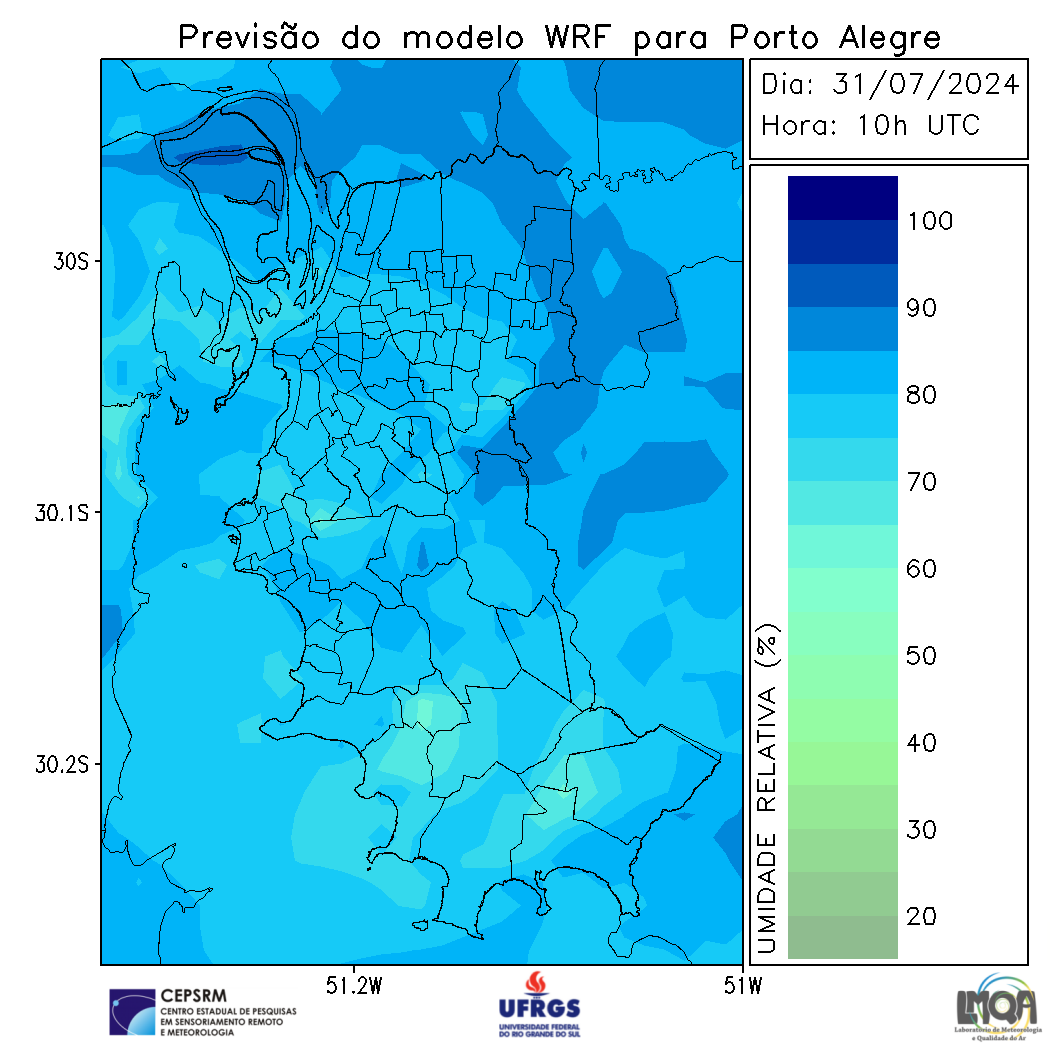 Previsão do modelo WRF para Porto Alegre
Dia: 31/07/2024
Hora: 10h UTC
30S
30.1S
30.2S
51.2W
51W
100
90
80
70
60
50
40
30
20
UMIDADE RELATIVA (%)
CEPSRM
CENTRO ESTADUAL DE PESQUISAS
EM SENSORIAMENTO REMOTO
E METEOROLOGIA
UFRGS
UNIVERSIDADE FEDERAL
DO RIO GRANDE DO SUL
LMQA
Laboratório de Meteorologia
e Qualidade do Ar